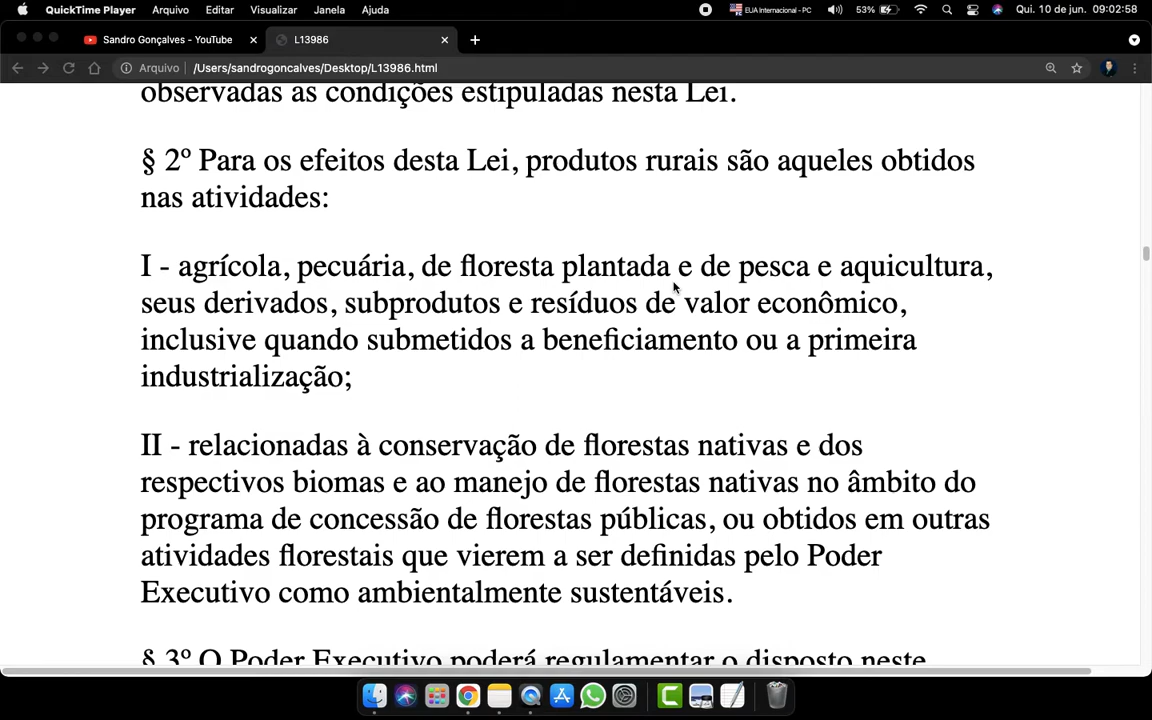 QuickTime Player Arquivo Editar Visualizar Janela Ajuda EUA Internacional - PC 53% Qui. 10 de jun. 09:02:58
Sandro Gonçalves - YouTube L13986
Arquivo /Users/sandrogoncalves/Desktop/L13986.html
observadas as condições estipuladas nesta Lei.
§ 2º Para os efeitos desta Lei, produtos rurais são aqueles obtidos
nas atividades:
I - agrícola, pecuária, de floresta plantada e de pesca e aquicultura,
seus derivados, subprodutos e resíduos de valor econômico,
inclusive quando submetidos a beneficiamento ou a primeira
industrialização;
II - relacionadas à conservação de florestas nativas e dos
respectivos biomas e ao manejo de florestas nativas no âmbito do
programa de concessão de florestas públicas, ou obtidos em outras
atividades florestais que vierem a ser definidas pelo Poder
Executivo como ambientalmente sustentáveis.
§ 3º O Poder Executivo poderá regulamentar o disposto neste